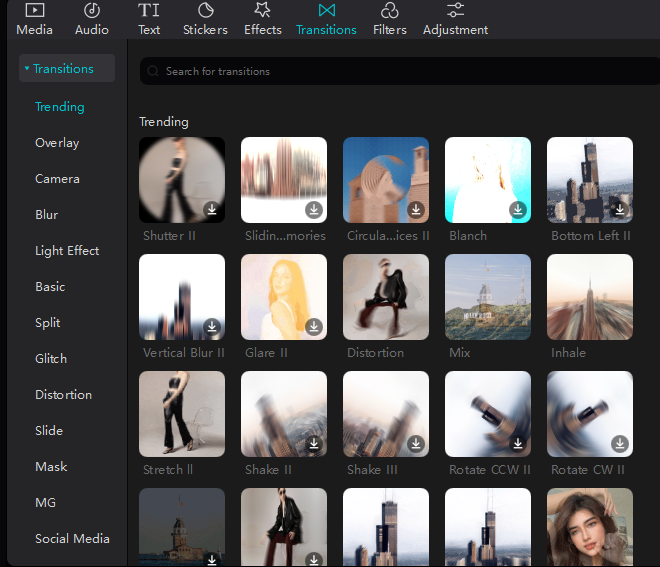 Media Audio Text Stickers Effects Transitions Filters Adjustment
Transitions
Search for transitions
Trending
Overlay
Camera
Blur
Light Effect
Basic
Split
Glitch
Distortion
Slide
Mask
MG
Social Media
Trending
Shutter II Slidin...mories Circula...ices II Blanch Bottom Left II
Vertical Blur II Glare II Distortion Mix Inhale
Stretch ll Shake II Shake III Rotate CCW II Rotate CW II